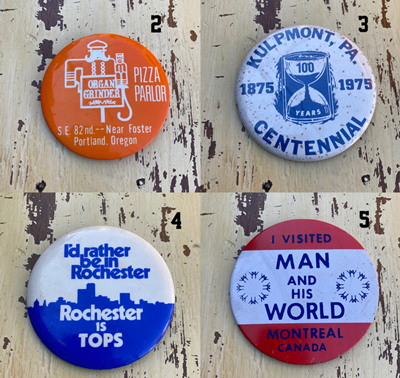 2
ORGAN
GRINDER
PIZZA
PARLOR
S.E. 82nd.--Near Foster
Portland, Oregon
3
KULPMONT, PA.
1875 100 1975
YEARS
CENTENNIAL
4
I'd rather
be in
Rochester
Rochester
IS
TOPS
5
I VISITED
MAN
AND
HIS
WORLD
MONTREAL
CANADA